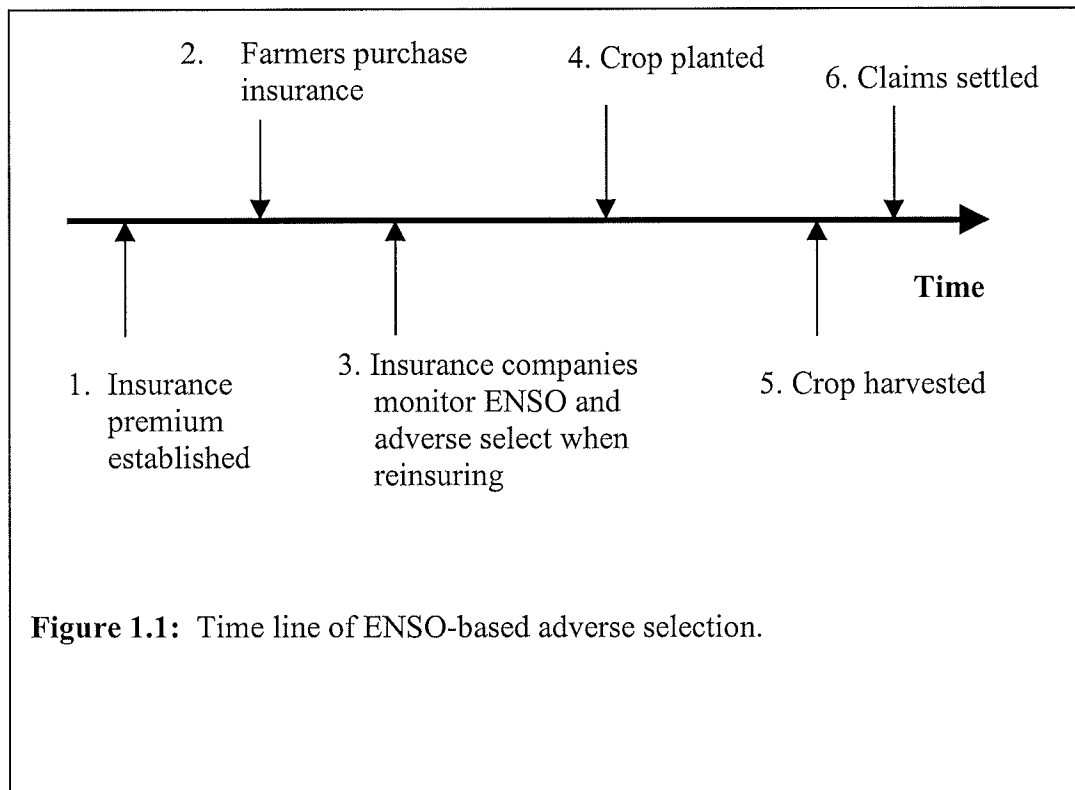 2. Farmers purchase
insurance
4. Crop planted
6. Claims settled
Time
1. Insurance
premium
established
3. Insurance companies
monitor ENSO and
adverse select when
reinsuring
5. Crop harvested
Figure 1.1: Time line of ENSO-based adverse selection.